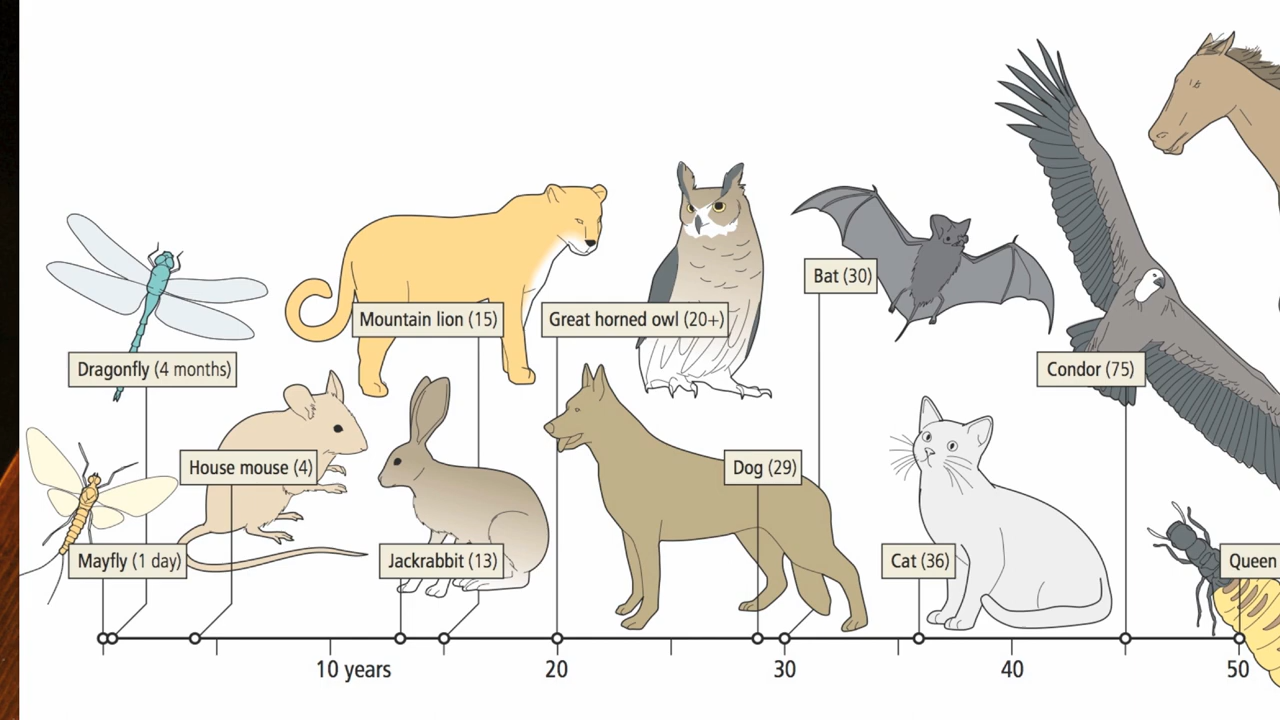 Bat (30)
Mountain lion (15)
Great horned owl (20+)
Dragonfly (4 months)
Condor (75)
House mouse (4)
Dog (29)
Mayfly (1 day)
Jackrabbit (13)
Cat (36)
Queen
10 years
20
30
40
50